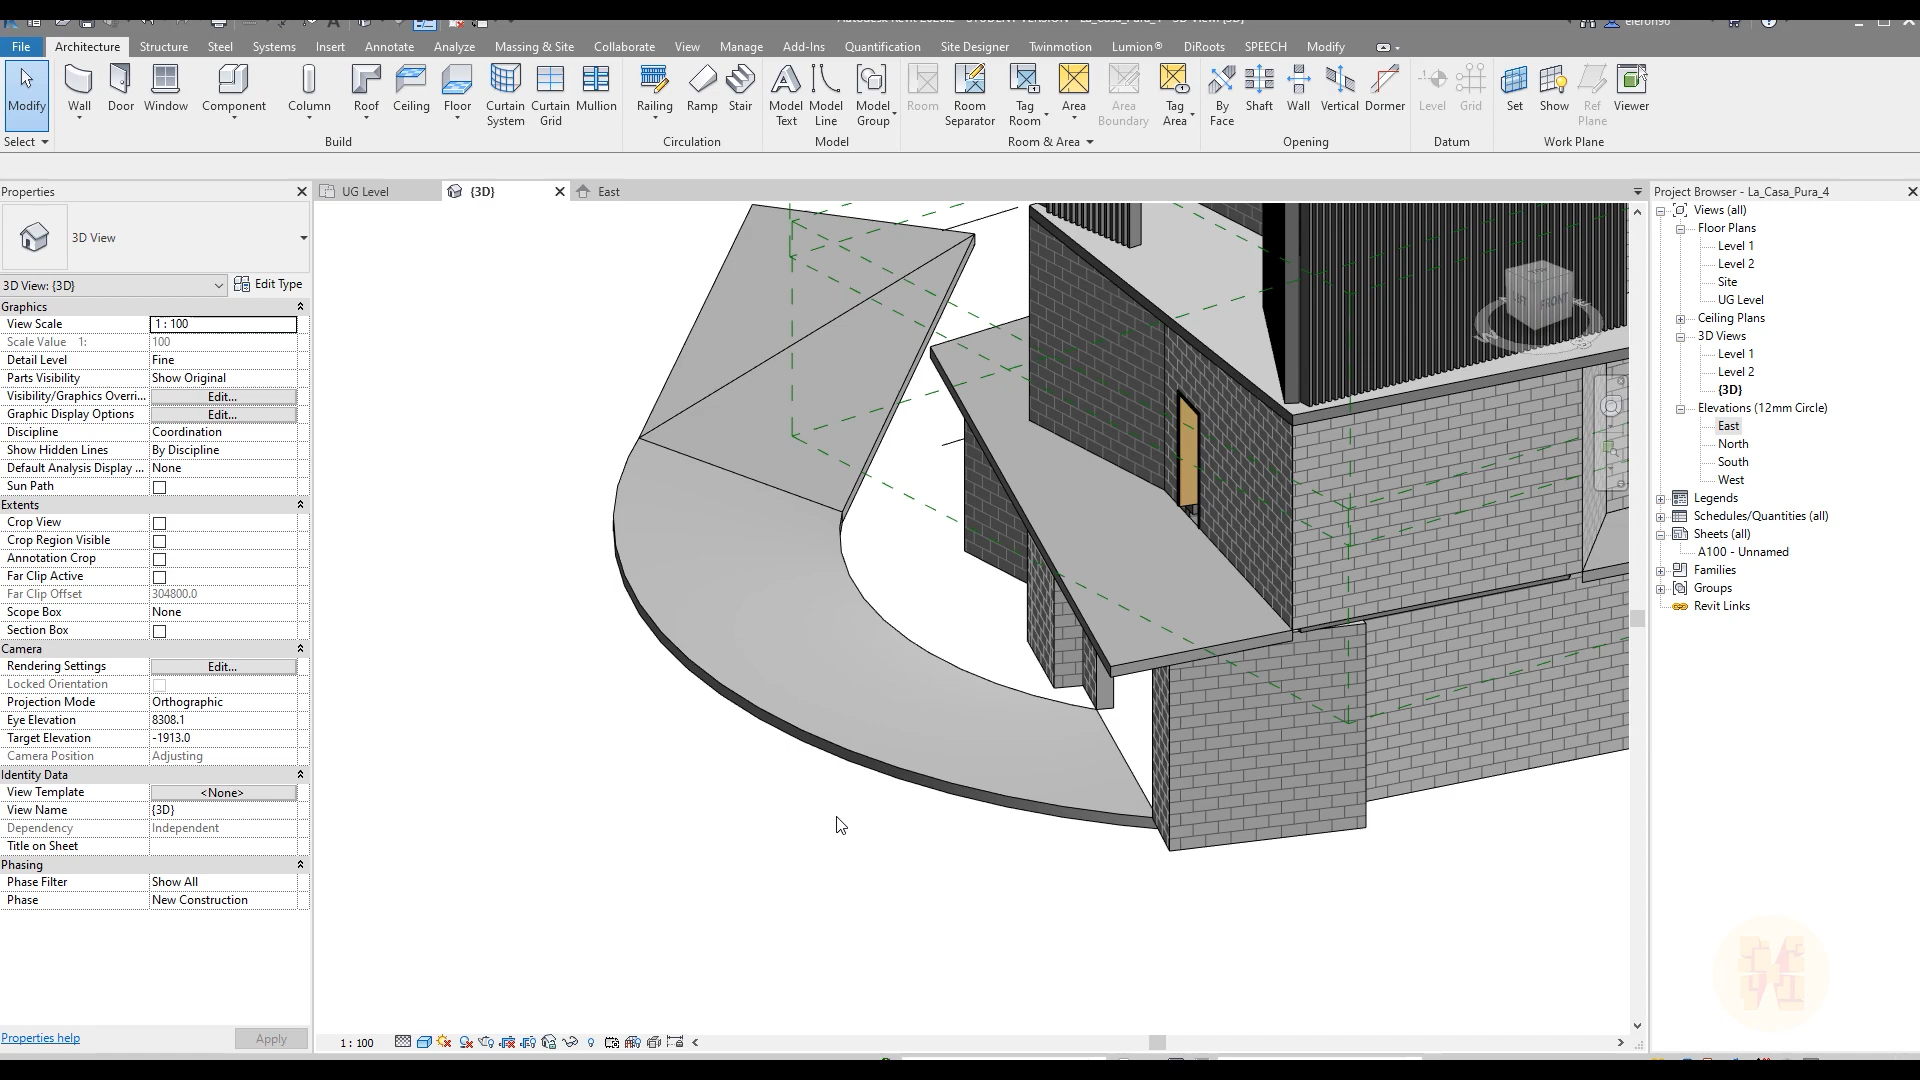 Autodesk Revit 2020.2 - STUDENT VERSION - La_Casa_Pura_4 - 3D View: {3D}
eleron90
File Architecture Structure Steel Systems Insert Annotate Analyze Massing & Site Collaborate View Manage Add-Ins Quantification Site Designer Twinmotion Lumion® DiRoots SPEECH Modify
Modify Wall Door Window Component Column Roof Ceiling Floor Curtain System Curtain Grid Mullion Railing Ramp Stair Model Text Model Line Model Group Room Room Separator Tag Room Area Area Boundary Tag Area By Face Shaft Wall Vertical Dormer Level Grid Set Show Ref Plane Viewer
Select Build Circulation Model Room & Area Opening Datum Work Plane
Properties
UG Level {3D} East
Project Browser - La_Casa_Pura_4
3D View
3D View: {3D} Edit Type
Graphics
View Scale 1 : 100
Scale Value 1: 100
Detail Level Fine
Parts Visibility Show Original
Visibility/Graphics Overri... Edit...
Graphic Display Options Edit...
Discipline Coordination
Show Hidden Lines By Discipline
Default Analysis Display ... None
Sun Path
Extents
Crop View
Crop Region Visible
Annotation Crop
Far Clip Active
Far Clip Offset 304800.0
Scope Box None
Section Box
Camera
Rendering Settings Edit...
Locked Orientation
Projection Mode Orthographic
Eye Elevation 8308.1
Target Elevation -1913.0
Camera Position Adjusting
Identity Data
View Template <None>
View Name {3D}
Dependency Independent
Title on Sheet
Phasing
Phase Filter Show All
Phase New Construction
Properties help Apply
FRONT
Views (all)
Floor Plans
Level 1
Level 2
Site
UG Level
Ceiling Plans
3D Views
Level 1
Level 2
{3D}
Elevations (12mm Circle)
East
North
South
West
Legends
Schedules/Quantities (all)
Sheets (all)
A100 - Unnamed
Families
Groups
Revit Links
1 : 100